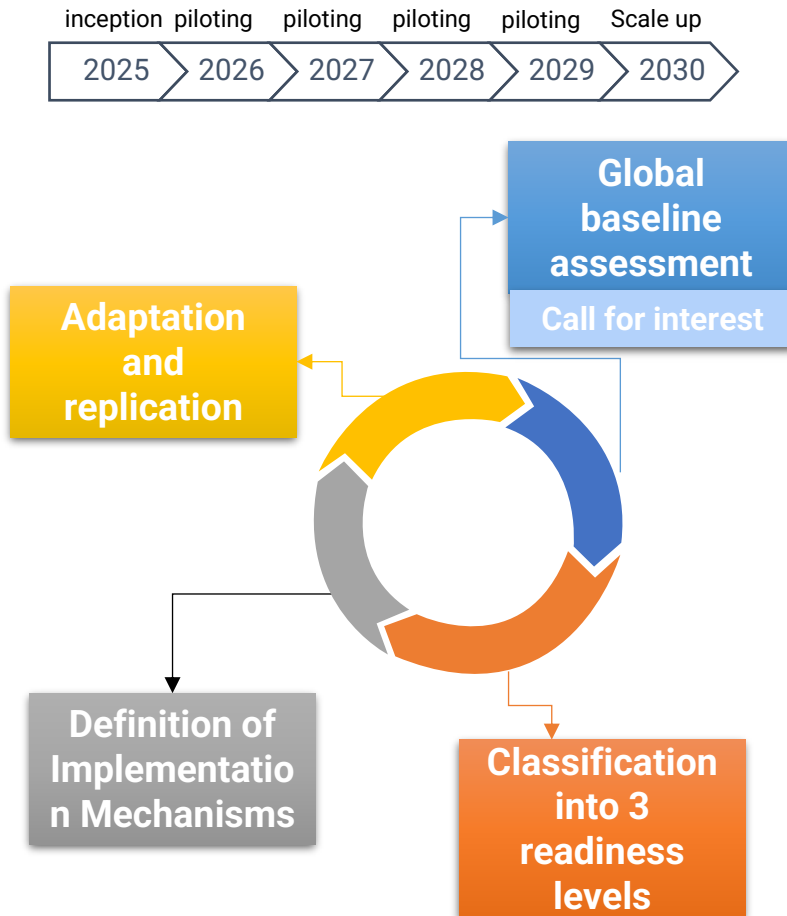 inception piloting piloting piloting piloting Scale up
2025 2026 2027 2028 2029 2030
Global
baseline
assessment
Call for interest
Adaptation
and
replication
Definition of
Implementatio
n Mechanisms
Classification
into 3
readiness
levels